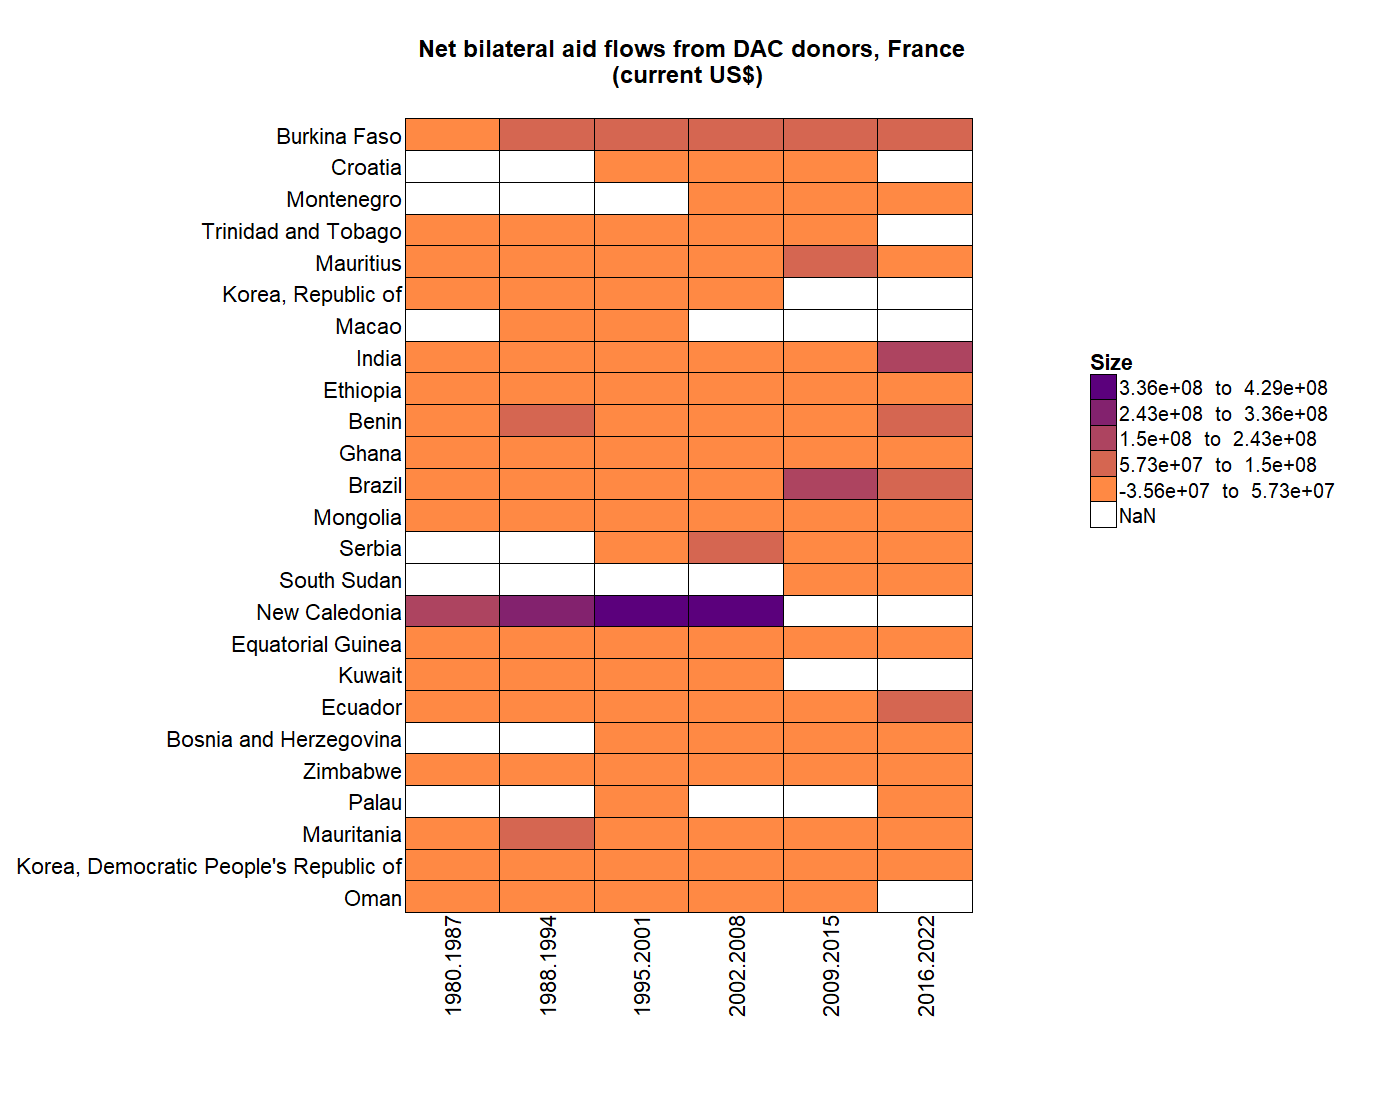 Net bilateral aid flows from DAC donors, France
(current US$)
Burkina Faso
Croatia
Montenegro
Trinidad and Tobago
Mauritius
Korea, Republic of
Macao
India
Ethiopia
Benin
Ghana
Brazil
Mongolia
Serbia
South Sudan
New Caledonia
Equatorial Guinea
Kuwait
Ecuador
Bosnia and Herzegovina
Zimbabwe
Palau
Mauritania
Korea, Democratic People's Republic of
Oman
1980.1987
1988.1994
1995.2001
2002.2008
2009.2015
2016.2022
Size
3.36e+08 to 4.29e+08
2.43e+08 to 3.36e+08
1.5e+08 to 2.43e+08
5.73e+07 to 1.5e+08
-3.56e+07 to 5.73e+07
NaN